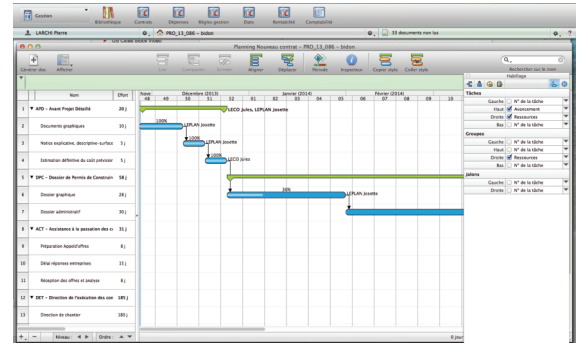 Gestion
Bibliothèque Contrats Dépenses Règles gestion Etats Rentabilité Comptabilité
LARCHI Pierre PRO_13_086 - bidon 33 documents non lus
Planning Nouveau contrat - PRO_13_086 - bidon
Afficher Lier Aligner Déplacer Période Inspecteur Copier style Coller style
Rechercher sur le nom
Habillage
Nom Effort
Décembre (2013) Janvier (2014) Février (2014)
48 49 50 51 52 01 02 03 04 05 06 07 08 09 10
1 APD - Avant Projet Détaillé 20 j LECO Jules, LEPLAN Josette
2 Documents graphiques 10 j 100% LEPLAN Josette
3 Notice explicative, descriptive-surface 5 j 100% LEPLAN Josette
4 Estimation définitive du coût prévisior 5 j 100% LECO Jules
5 DPC - Dossier de Permis de Construir 58 j
6 Dossier graphique 28 j 30% LEPLAN Josette
7 Dossier administratif 30 j
8 ACT - Assistance à la passation des co 31 j
9 Préparation Appeld'offres 8 j
10 Délai réponses entreprises 15 j
11 Réception des offres et analyse 8 j
12 DET - Direction de l'exécution des con 185 j
13 Direction de chantier 180 j
Tâches
Gauche N° de la tâche
Haut Avancement
Droite Ressources
Bas N° de la tâche
Groupes
Gauche N° de la tâche
Haut N° de la tâche
Droite Ressources
Bas N° de la tâche
Jalons
Gauche N° de la tâche
Droite N° de la tâche
Niveau : Ordre :